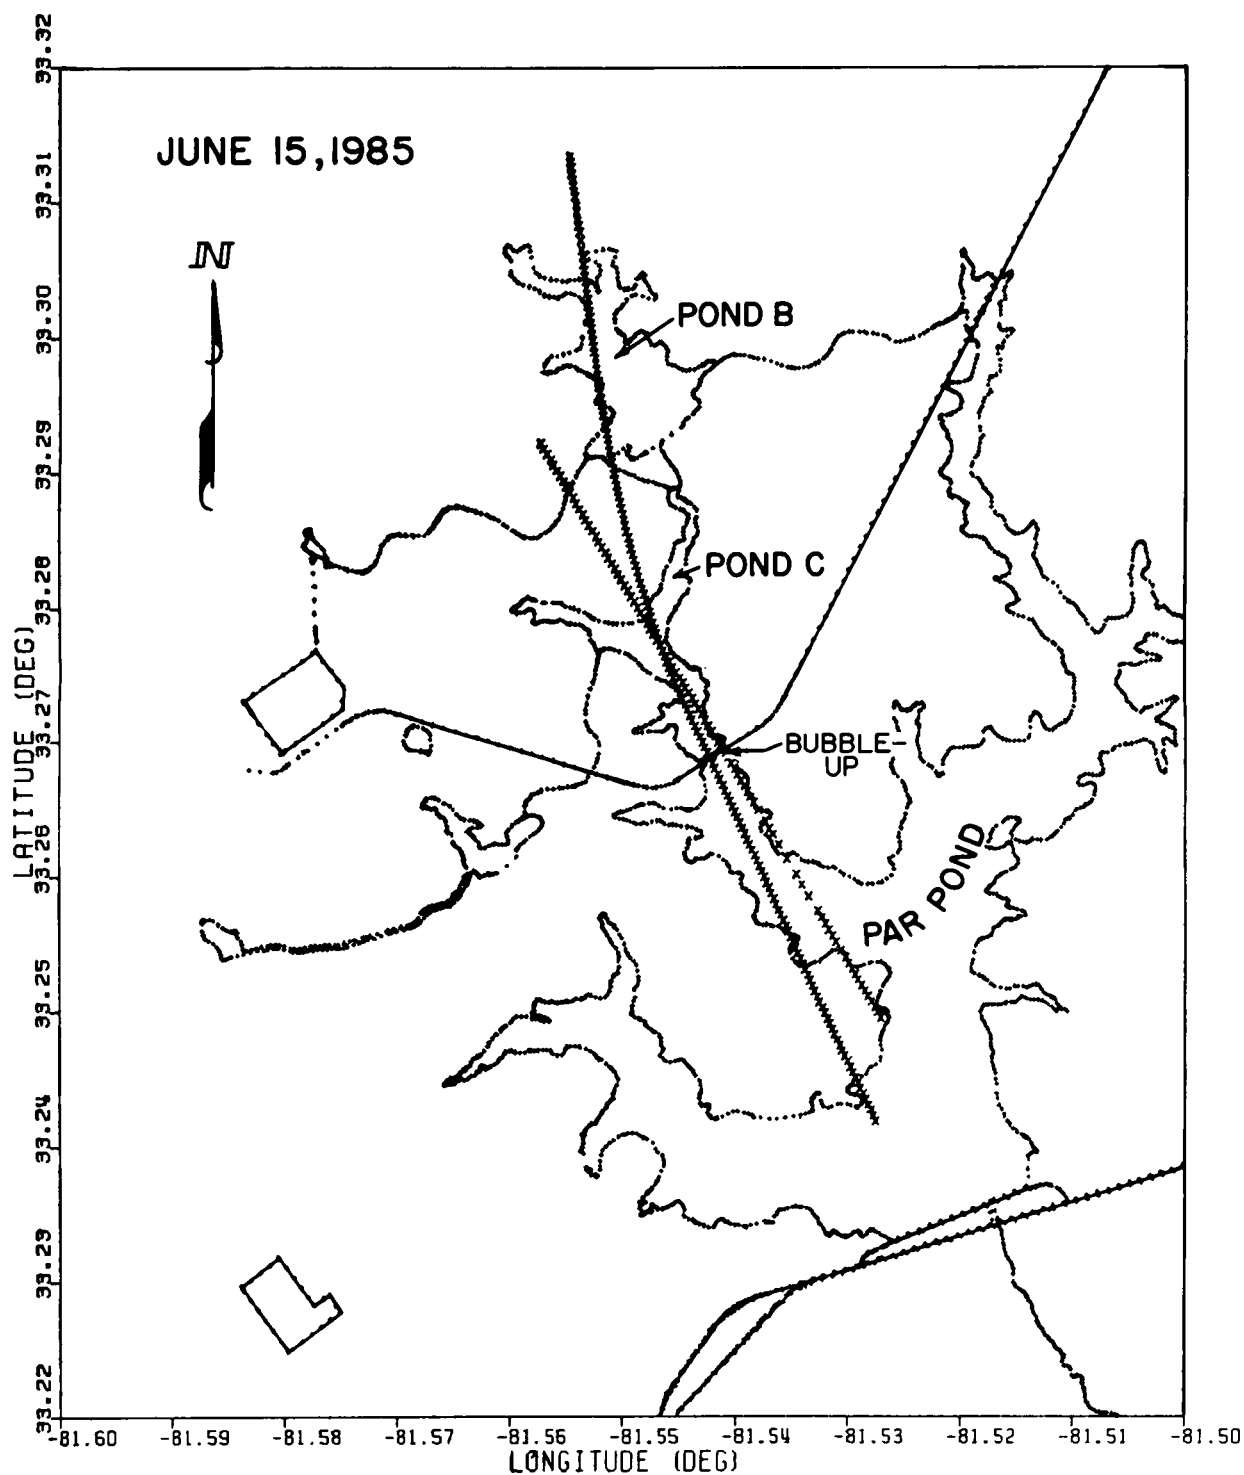 33.32
33.31
33.30
33.29
33.28
33.27
33.26
33.25
33.24
33.29
33.22
LATITUDE (DEG)
JUNE 15,1985
N
POND B
POND C
BUBBLE-
UP
PAR POND
-81.60 -81.59 -81.58 -81.57 -81.56 -81.55 -81.54 -81.53 -81.52 -81.51 -81.50
LONGITUDE (DEG)